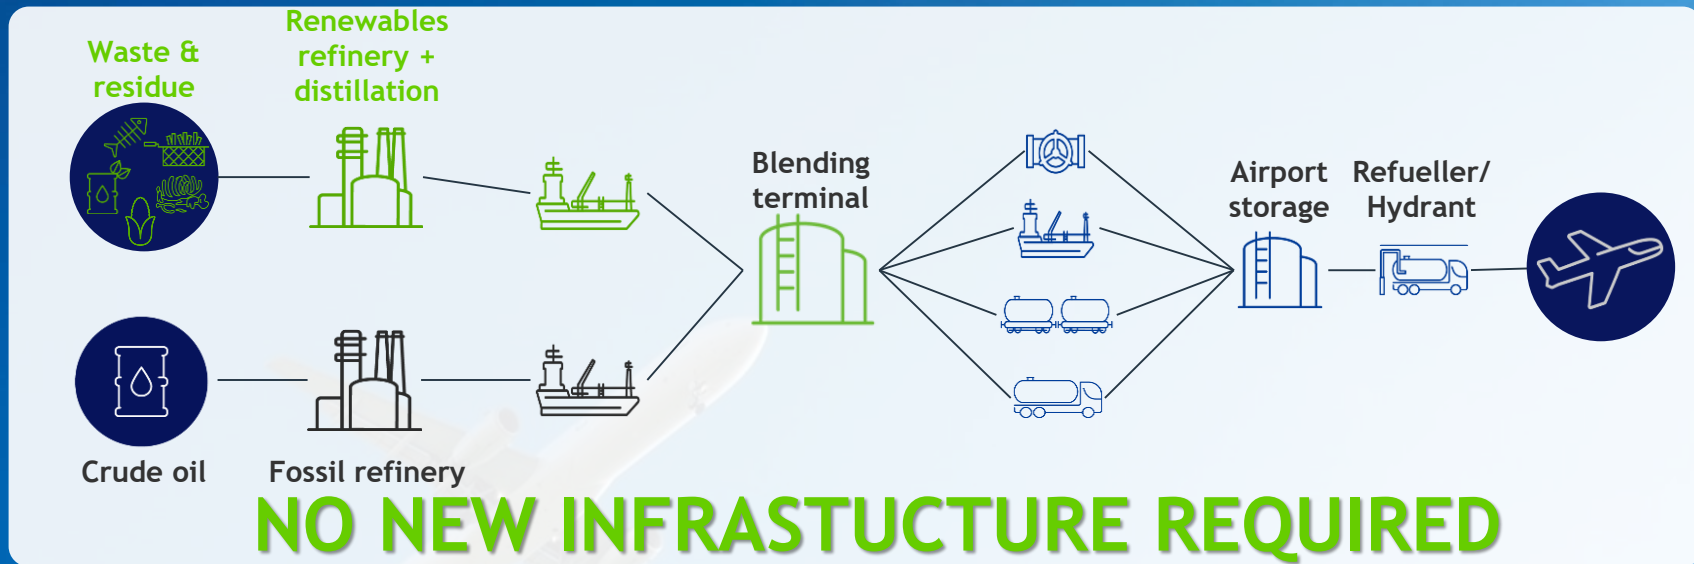 Waste &
residue
Renewables
refinery +
distillation
Blending
terminal
Airport
storage
Refueller/
Hydrant
Crude oil
Fossil refinery
NO NEW INFRASTUCTURE REQUIRED